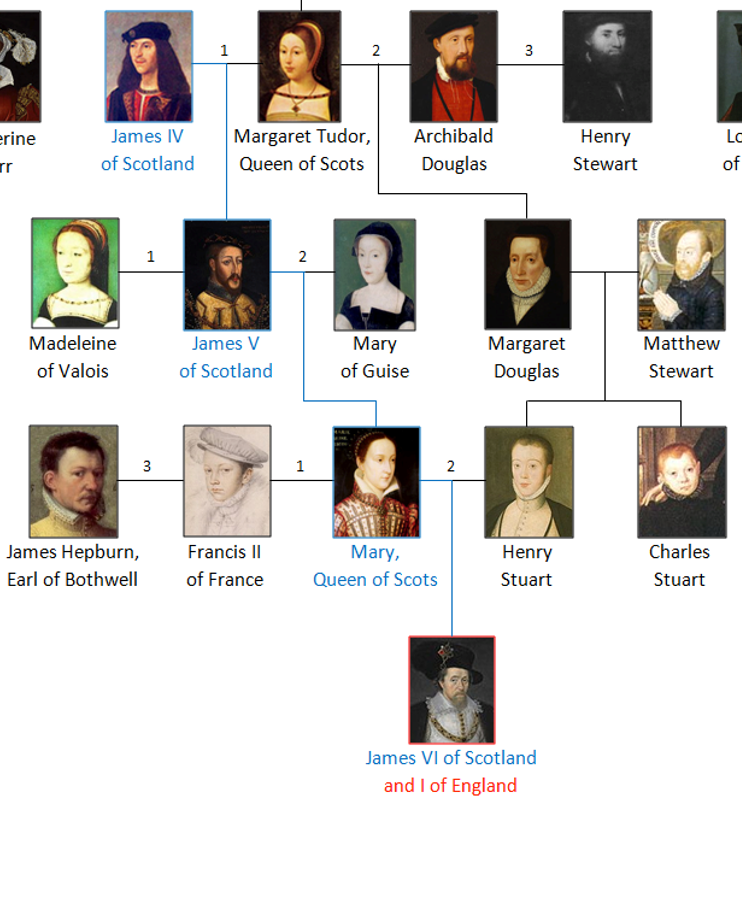 1
2
3
erine
rr
James IV
of Scotland
Margaret Tudor,
Queen of Scots
Archibald
Douglas
Henry
Stewart
Lo
of
1
2
Madeleine
of Valois
James V
of Scotland
Mary
of Guise
Margaret
Douglas
Matthew
Stewart
3
1
2
James Hepburn,
Earl of Bothwell
Francis II
of France
Mary,
Queen of Scots
Henry
Stuart
Charles
Stuart
James VI of Scotland
and I of England